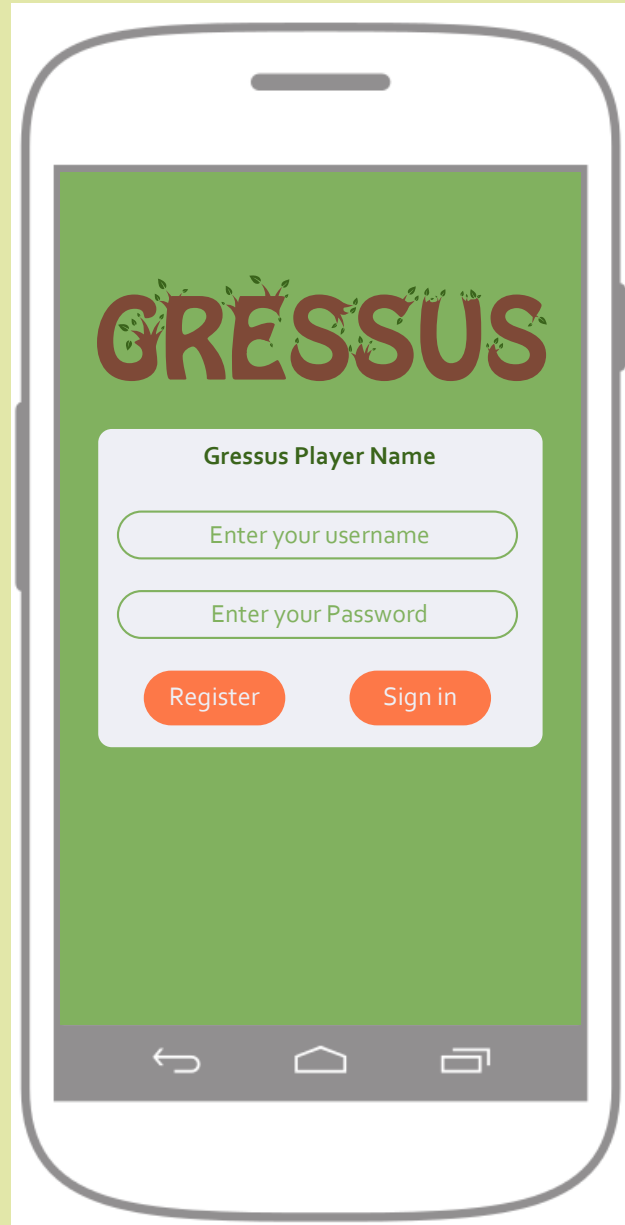 GRESSUS
Gressus Player Name
Enter your username
Enter your Password
Register
Sign in